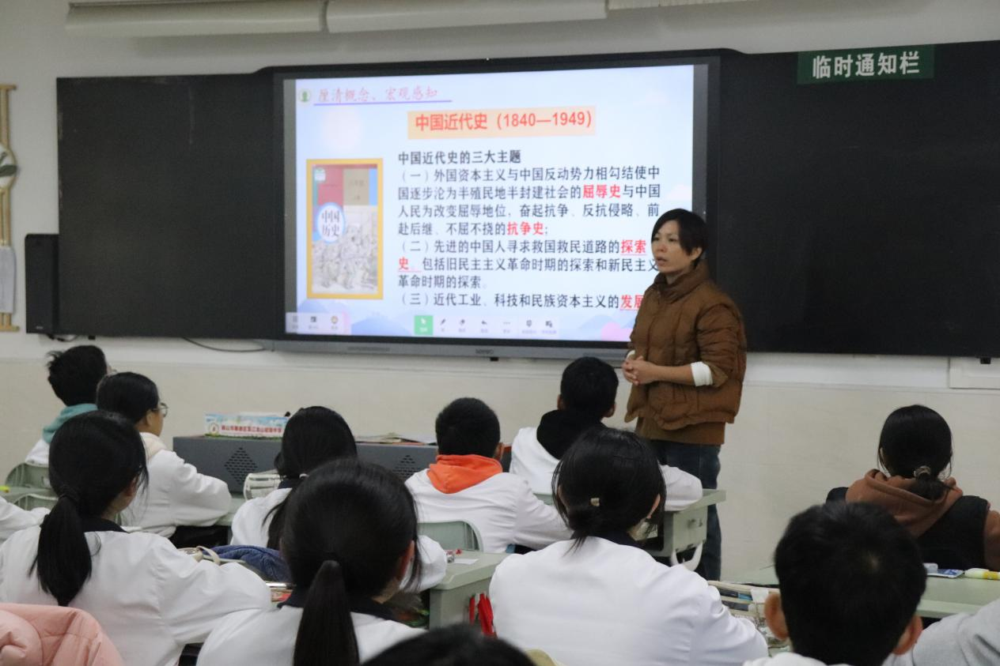 临时通知栏
厘清概念、宏观感知
中国近代史（1840—1949）
中国近代史的三大主题
（一）外国资本主义与中国反动势力相勾结使中
国逐步沦为半殖民地半封建社会的屈辱史与中国
人民为改变屈辱地位，奋起抗争、反抗侵略、前
赴后继、不屈不挠的抗争史；
（二）先进的中国人寻求救国救民道路的探索
史。包括旧民主主义革命时期的探索和新民主义
革命时期的探索。
（三）近代工业、科技和民族资本主义的发展
中国
历史